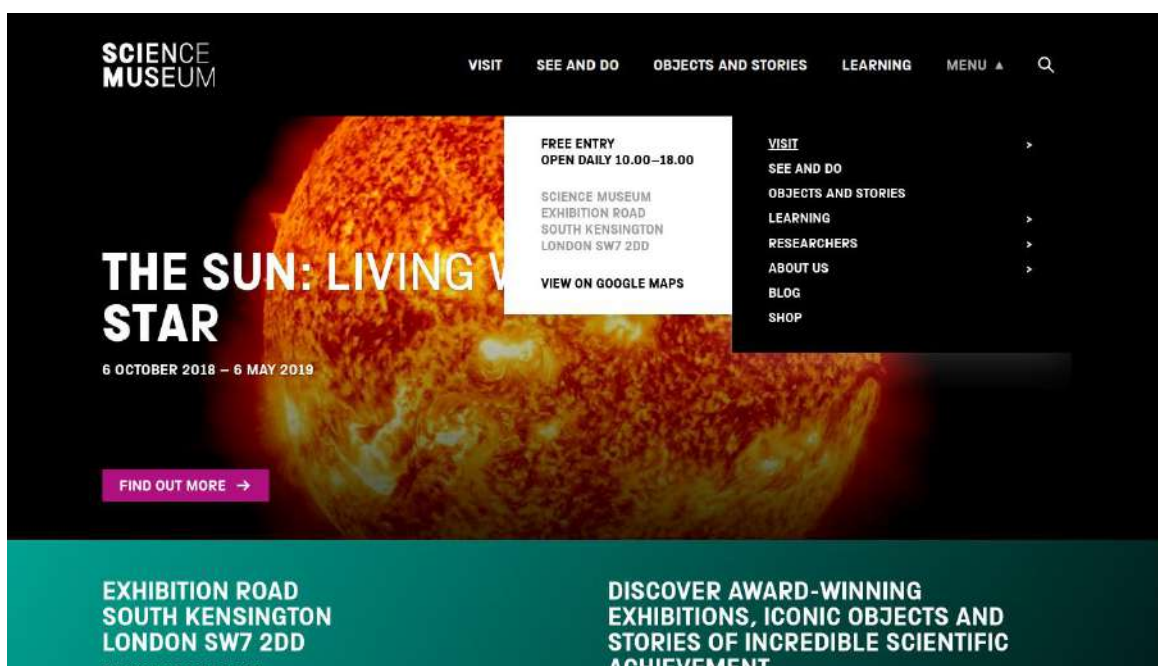 SCIENCE
MUSEUM
VISIT SEE AND DO OBJECTS AND STORIES LEARNING MENU ▲
FREE ENTRY
OPEN DAILY 10.00–18.00
SCIENCE MUSEUM
EXHIBITION ROAD
SOUTH KENSINGTON
LONDON SW7 2DD
VIEW ON GOOGLE MAPS
VISIT >
SEE AND DO
OBJECTS AND STORIES
LEARNING >
RESEARCHERS >
ABOUT US >
BLOG
SHOP
THE SUN: LIVING
STAR
6 OCTOBER 2018 – 6 MAY 2019
FIND OUT MORE →
EXHIBITION ROAD
SOUTH KENSINGTON
LONDON SW7 2DD
DISCOVER AWARD-WINNING
EXHIBITIONS, ICONIC OBJECTS AND
STORIES OF INCREDIBLE SCIENTIFIC
ACHIEVEMENT